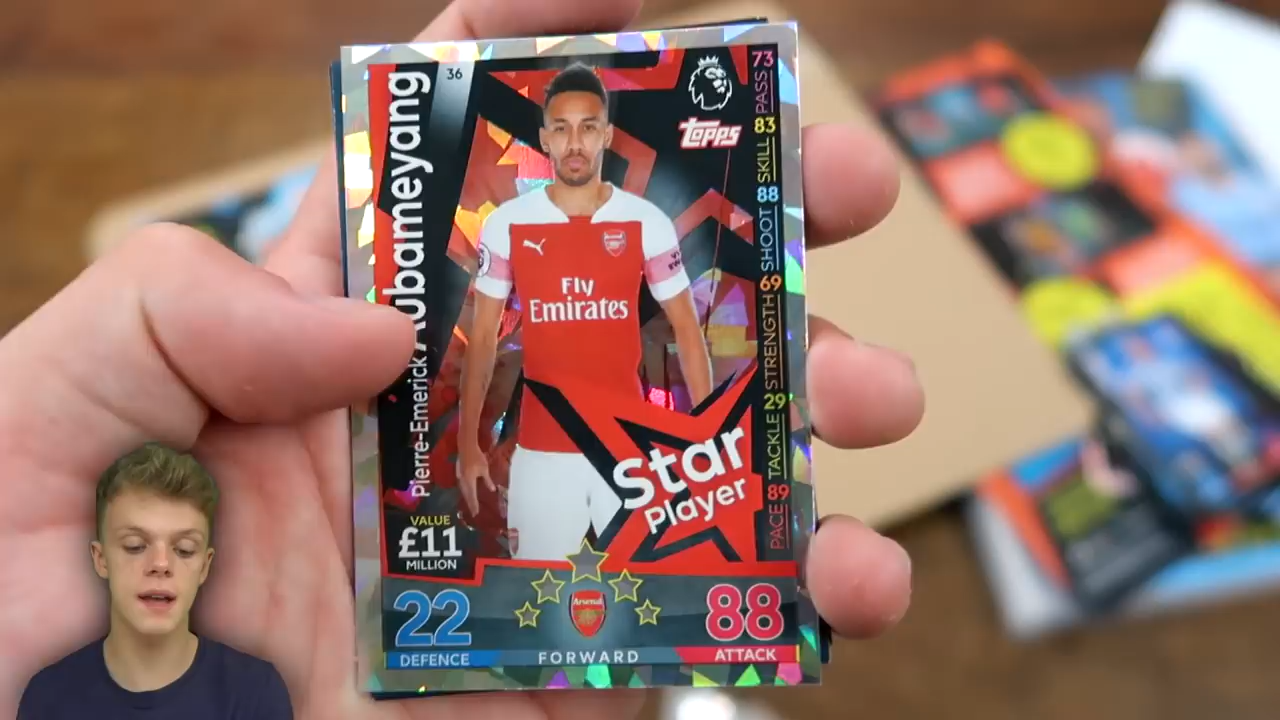 36
Pierre-Emerick Aubameyang
Topps
PASS 73
SKILL 83
SHOOT 88
STRENGTH 69
TACKLE 29
PACE 89
Fly
Emirates
Star
Player
VALUE
£11
MILLION
Arsenal
22
88
DEFENCE
FORWARD
ATTACK